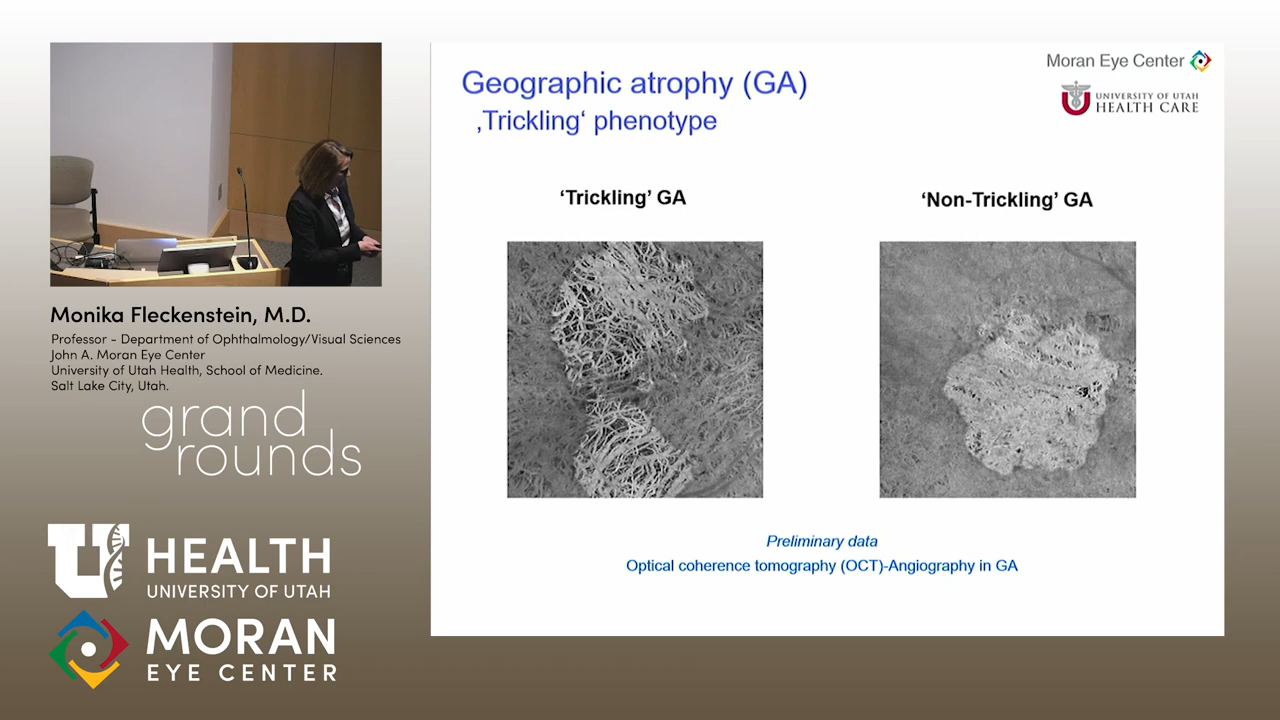 Geographic atrophy (GA)
‚Trickling‘ phenotype
Moran Eye Center
UNIVERSITY OF UTAH
HEALTH CARE
‘Trickling’ GA
‘Non-Trickling’ GA
Preliminary data
Optical coherence tomography (OCT)-Angiography in GA
Monika Fleckenstein, M.D.
Professor - Department of Ophthalmology/Visual Sciences
John A. Moran Eye Center
University of Utah Health, School of Medicine.
Salt Lake City, Utah.
grand
rounds
U HEALTH
UNIVERSITY OF UTAH
MORAN
EYE CENTER